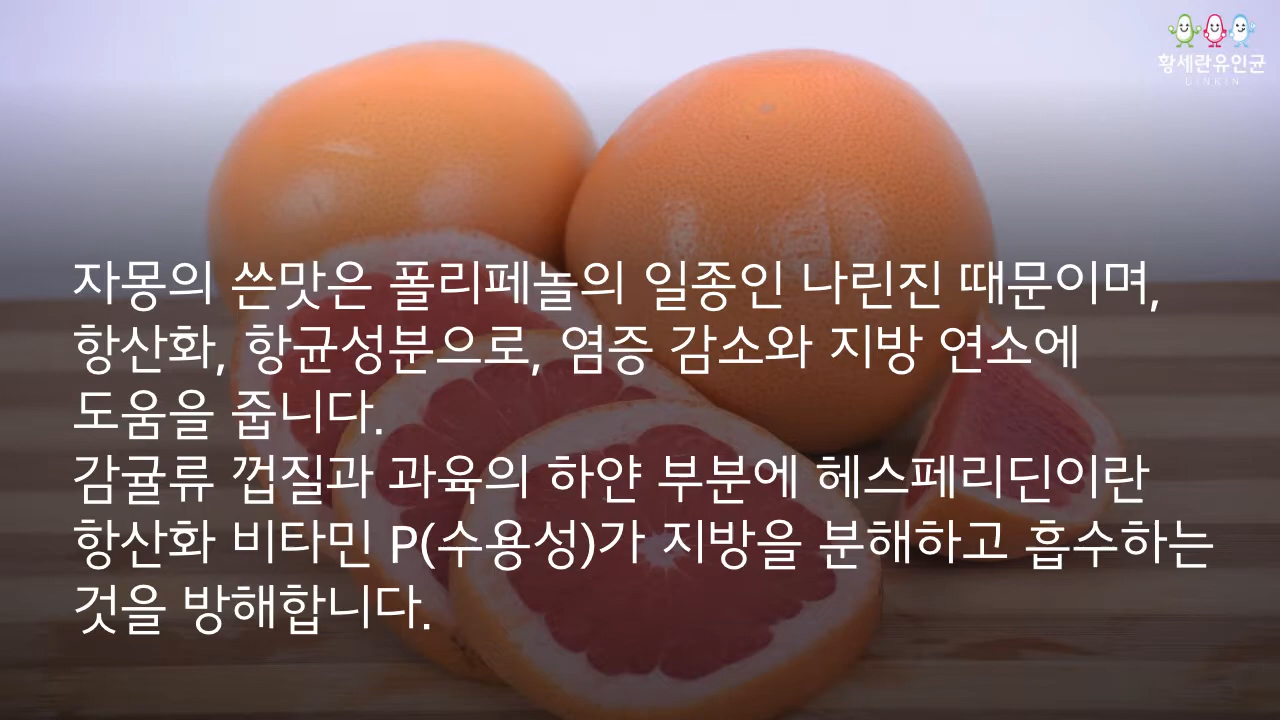 황세란유인균
자몽의 쓴맛은 폴리페놀의 일종인 나린진 때문이며,
항산화, 항균성분으로, 염증 감소와 지방 연소에
도움을 줍니다.
감귤류 껍질과 과육의 하얀 부분에 헤스페리딘이란
항산화 비타민 P(수용성)가 지방을 분해하고 흡수하는
것을 방해합니다.